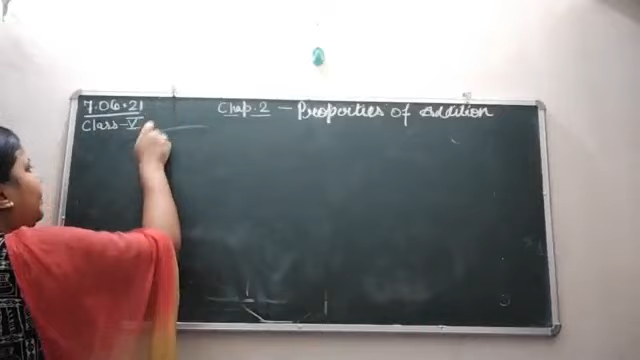 7.06.21
Class-V
Chap.2 - Properties of Addition